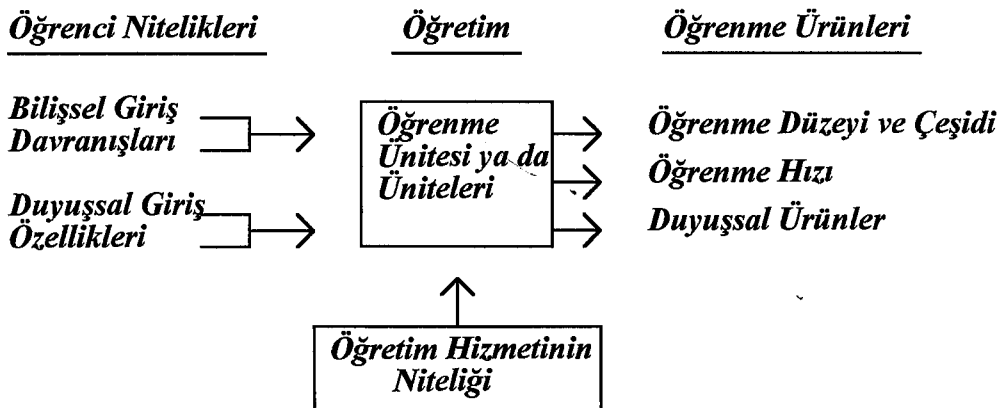 Öğrenci Nitelikleri
Öğretim
Öğrenme Ürünleri
Bilişsel Giriş
Davranışları
Duyuşsal Giriş
Özellikleri
Öğrenme
Ünitesi ya da
Üniteleri
Öğrenme Düzeyi ve Çeşidi
Öğrenme Hızı
Duyuşsal Ürünler
Öğretim Hizmetinin
Niteliği